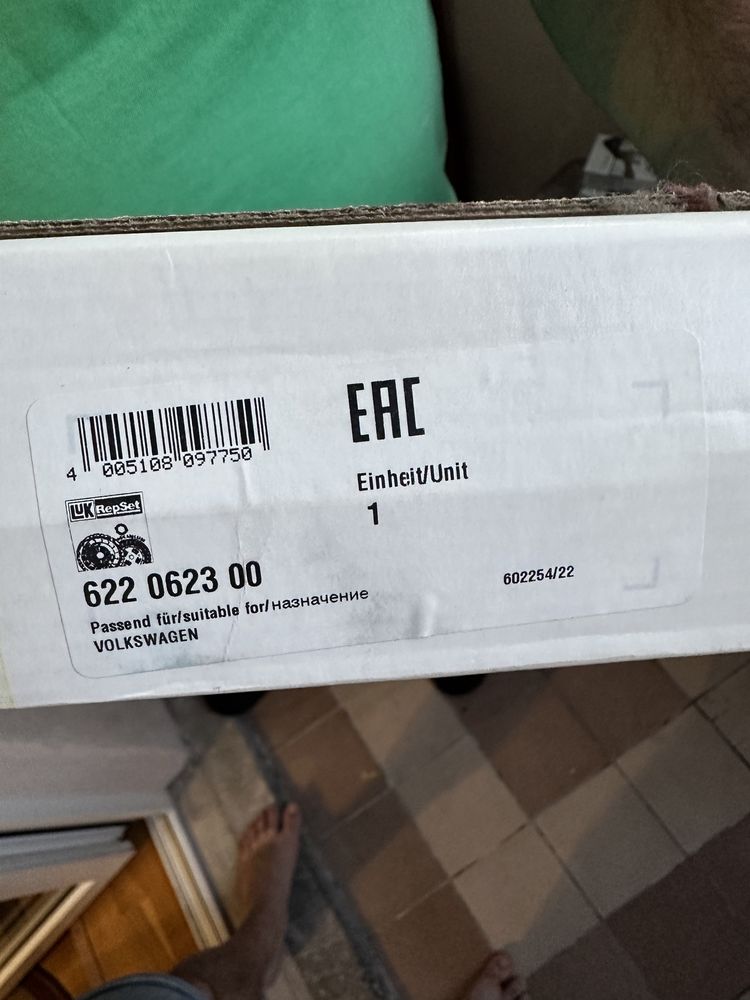 EAC
4 005108 097750
Einheit/Unit
1
LUK RepSet
622 0623 00
602254/22
Passend für/suitable for/назначение
VOLKSWAGEN